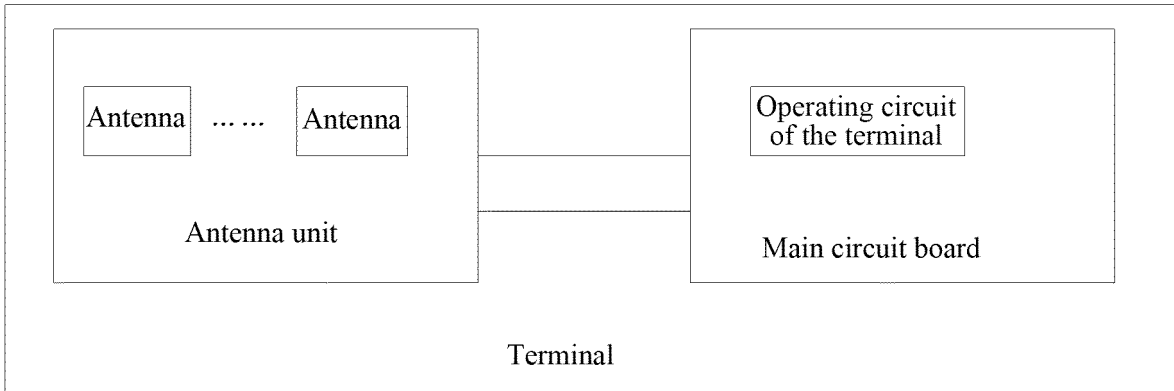 Antenna ... ... Antenna
Antenna unit
Operating circuit
of the terminal
Main circuit board
Terminal